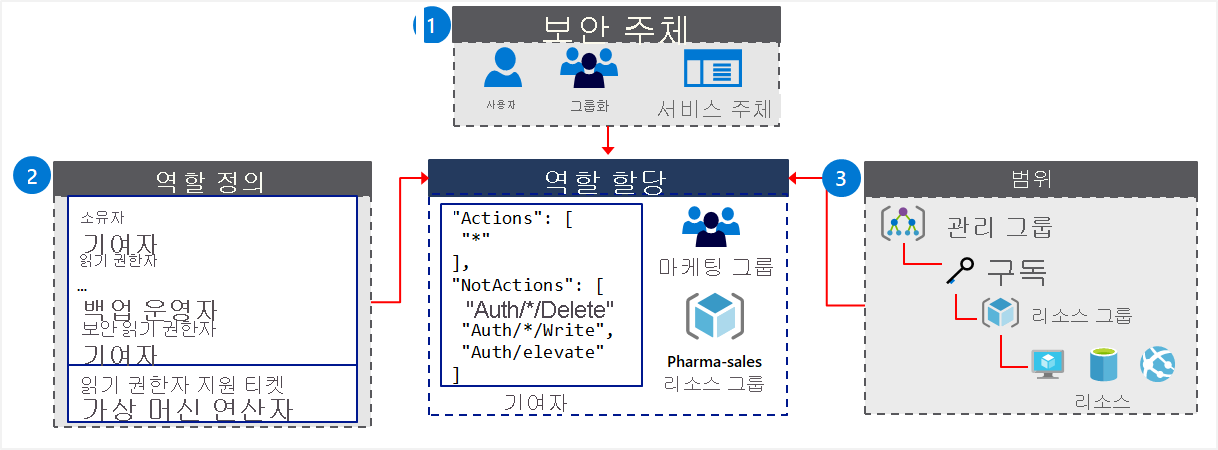 1
보안 주체
사용자
그룹화
서비스 주체
2
역할 정의
소유자
기여자
읽기 권한자
...
백업 운영자
보안 읽기 권한자
기여자
읽기 권한자 지원 티켓
가상 머신 연산자
역할 할당
"Actions": [
"*"
],
"NotActions": [
"Auth/*/Delete"
"Auth/*/Write",
"Auth/elevate"
]
기여자
마케팅 그룹
Pharma-sales
리소스 그룹
3
범위
관리 그룹
구독
리소스 그룹
리소스